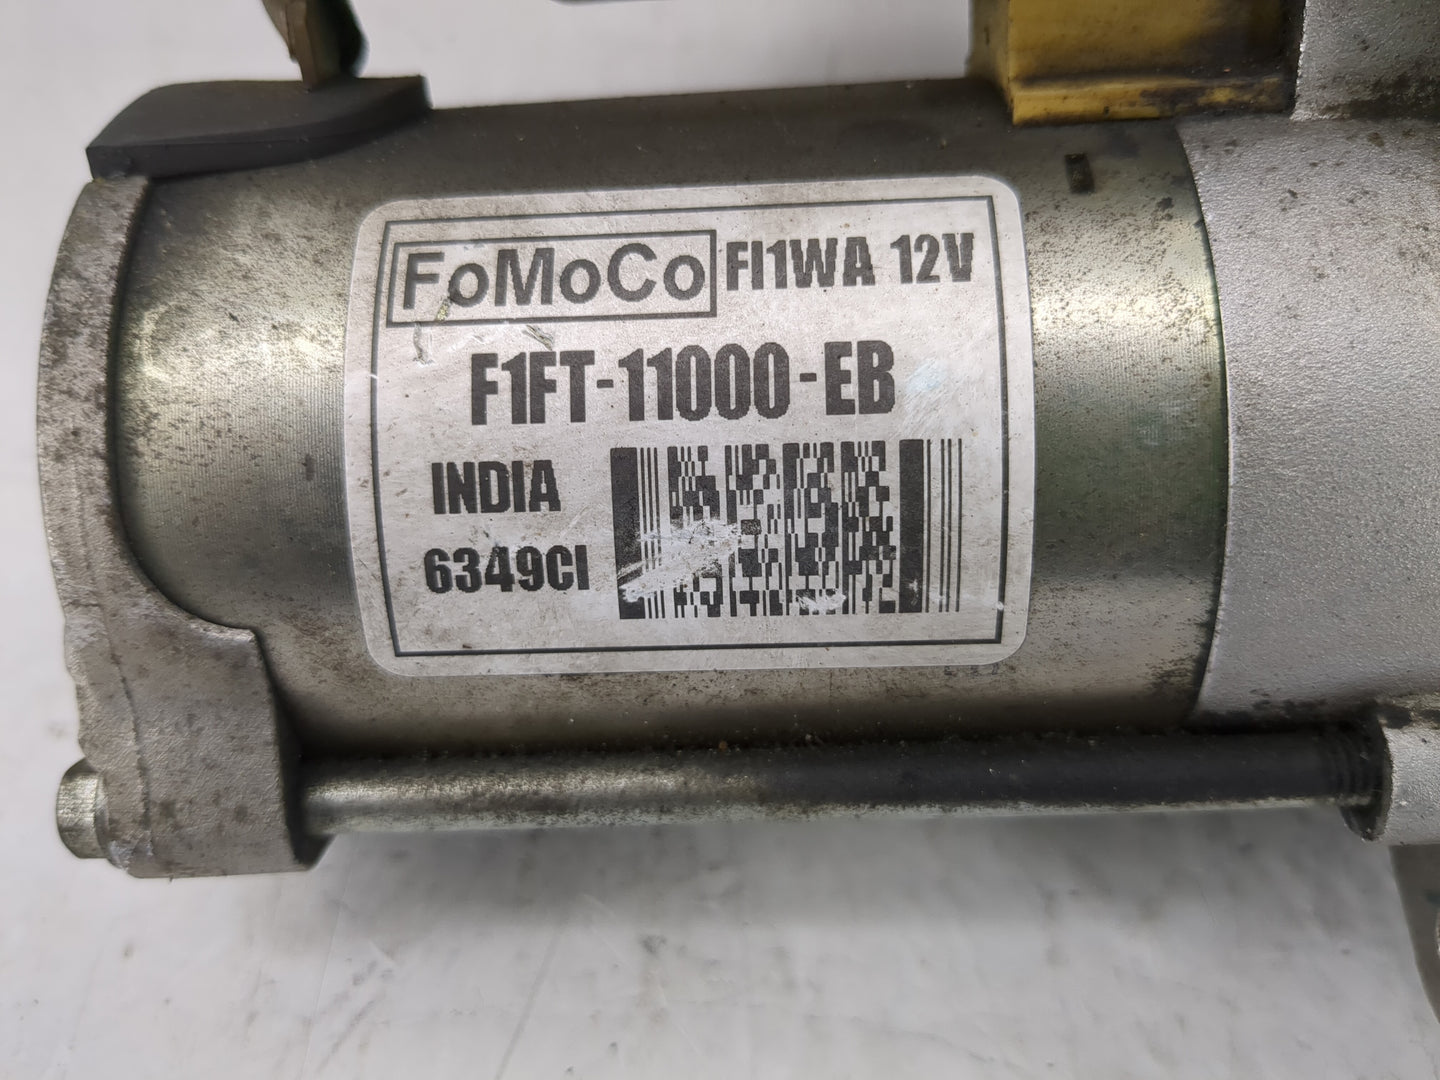 FoMoCo FI1WA 12V
F1FT-11000-EB
INDIA
6349CI